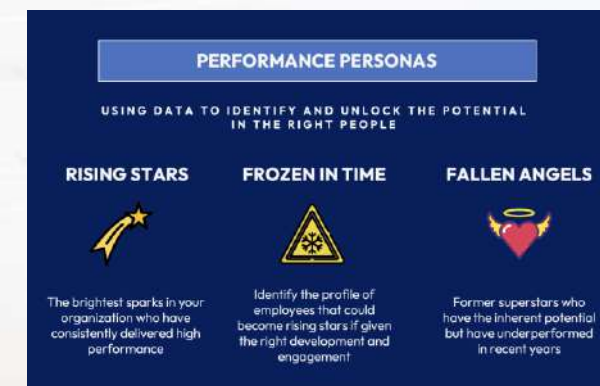 PERFORMANCE PERSONAS
USING DATA TO IDENTIFY AND UNLOCK THE POTENTIAL
IN THE RIGHT PEOPLE
RISING STARS
The brightest sparks in your
organization who have
consistently delivered high
performance
FROZEN IN TIME
Identify the profile of
employees that could
become rising stars if given
the right development and
engagement
FALLEN ANGELS
Former superstars who
have the inherent potential
but have underperformed
in recent years